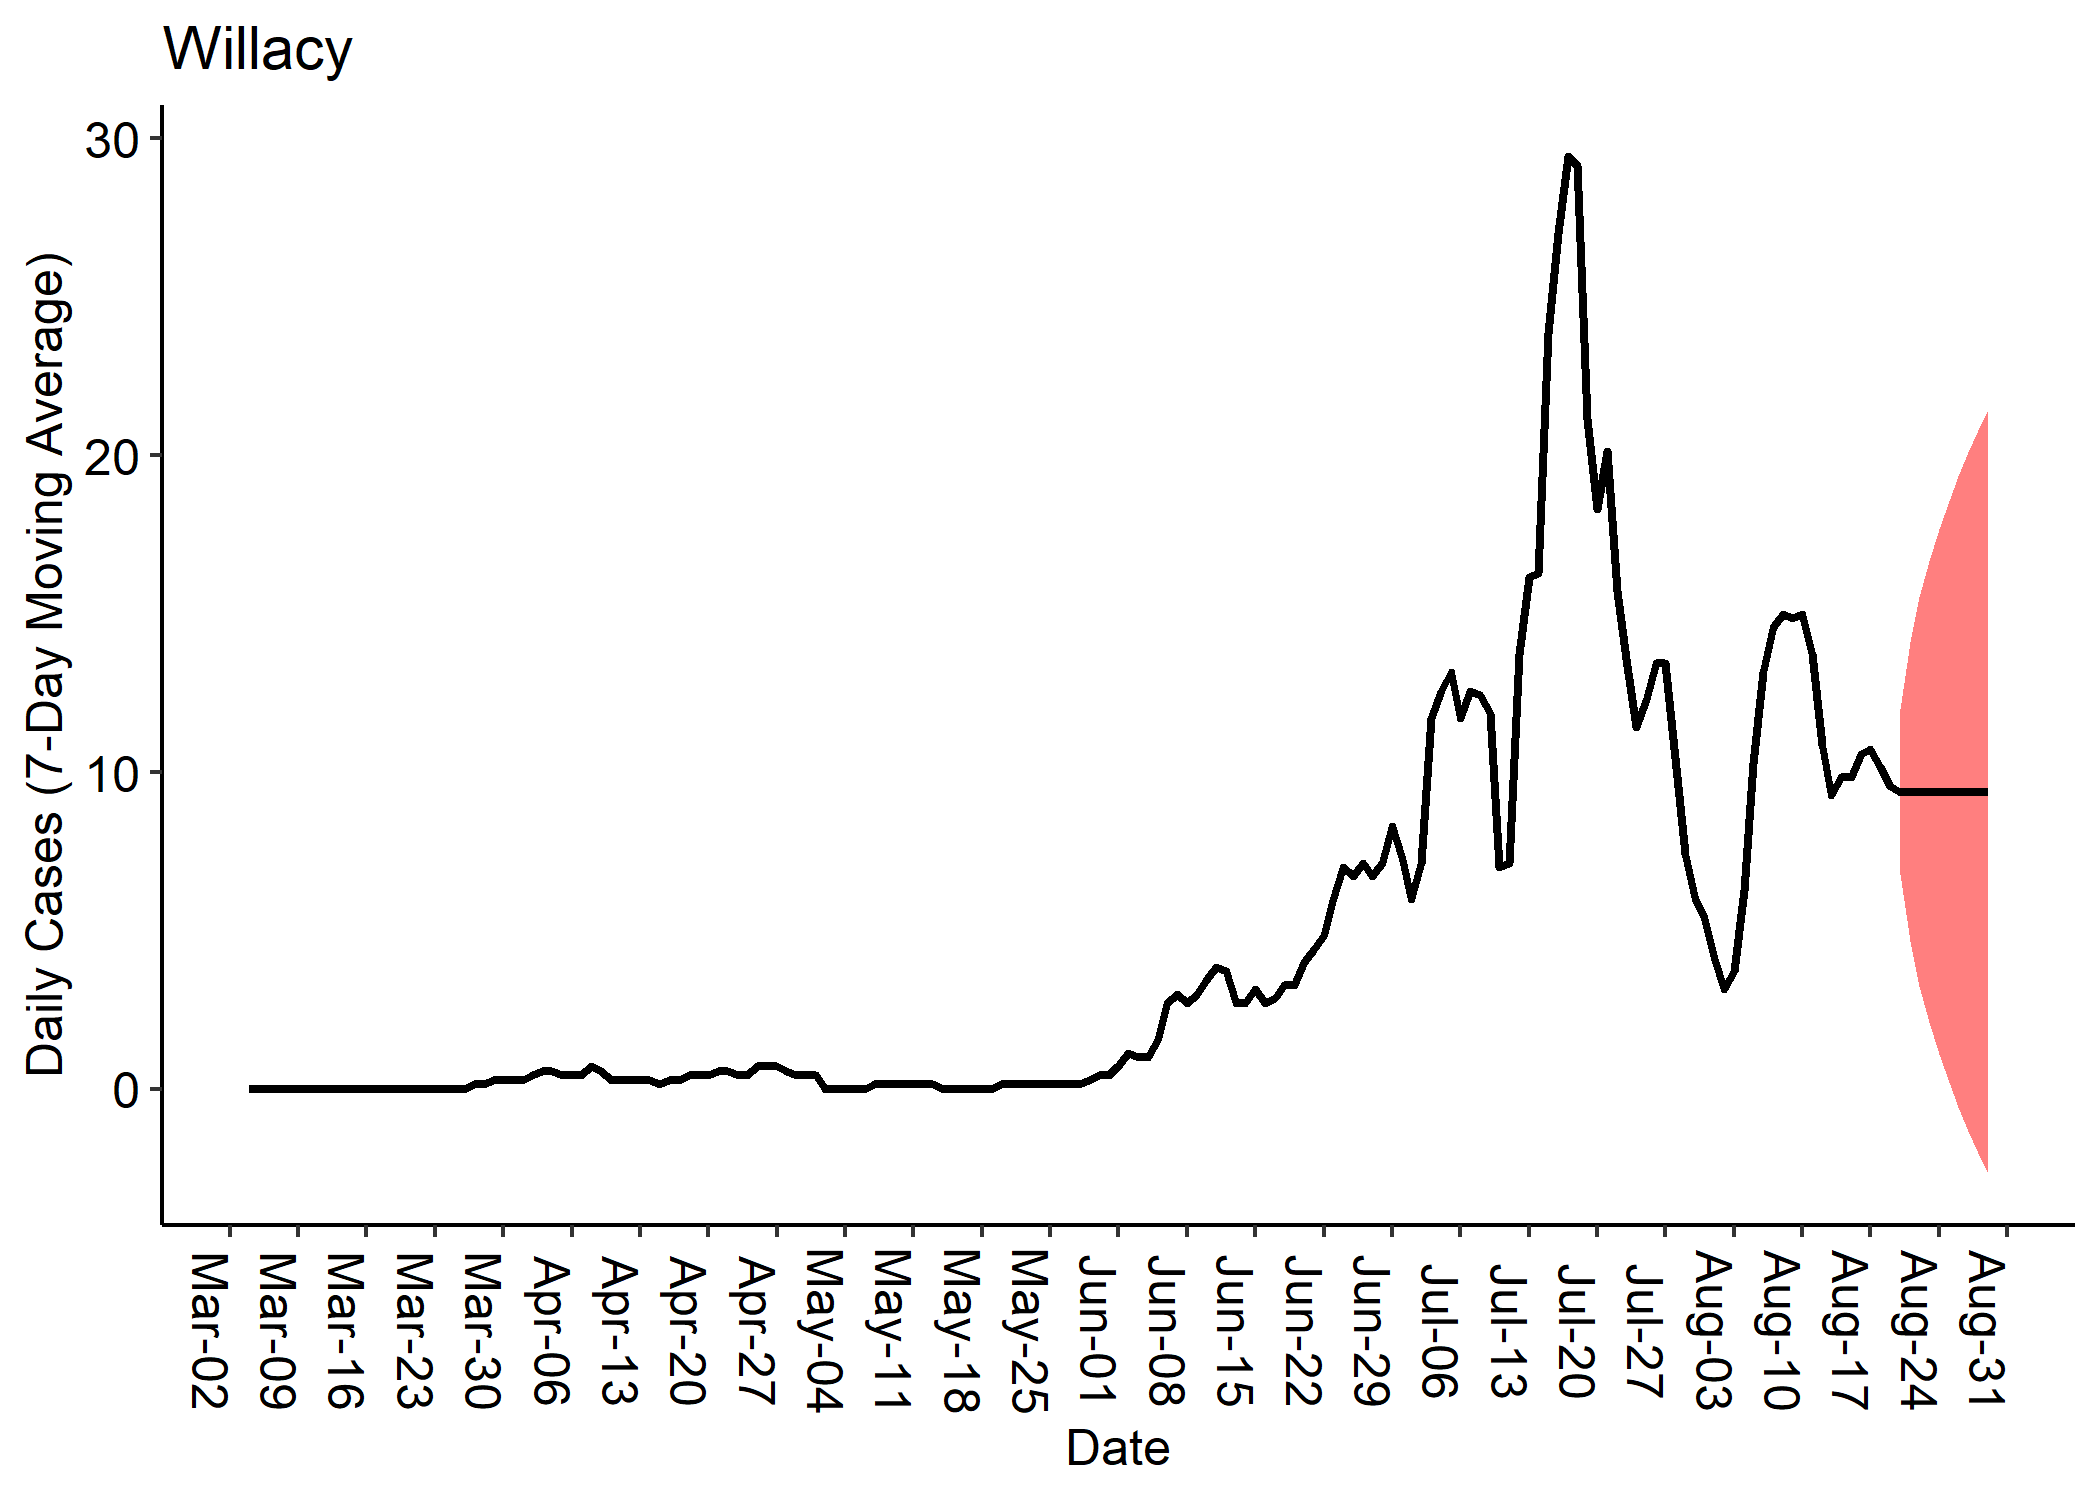 Willacy
Daily Cases (7-Day Moving Average)
30
20
10
0
Mar-02
Mar-09
Mar-16
Mar-23
Mar-30
Apr-06
Apr-13
Apr-20
Apr-27
May-04
May-11
May-18
May-25
Jun-01
Jun-08
Jun-15
Jun-22
Jun-29
Jul-06
Jul-13
Jul-20
Jul-27
Aug-03
Aug-10
Aug-17
Aug-24
Aug-31
Date